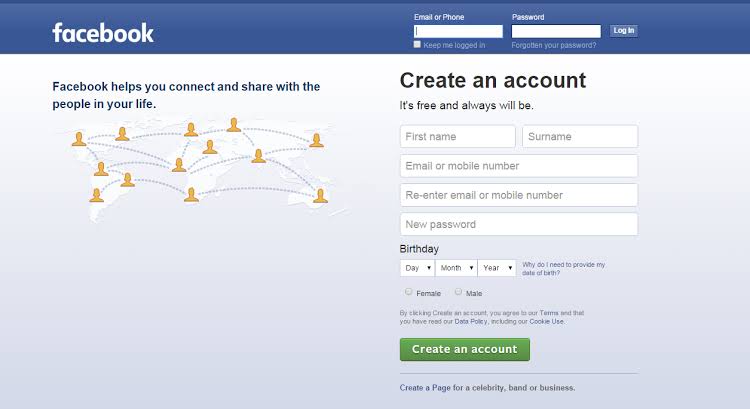 facebook
Email or Phone
Password
Log In
Keep me logged in
Forgotten your password?
Facebook helps you connect and share with the
people in your life.
Create an account
It's free and always will be.
First name
Surname
Email or mobile number
Re-enter email or mobile number
New password
Birthday
Day
Month
Year
Why do I need to provide my
date of birth?
Female
Male
By clicking Create an account, you agree to our Terms and that
you have read our Data Policy, including our Cookie Use.
Create an account
Create a Page for a celebrity, band or business.